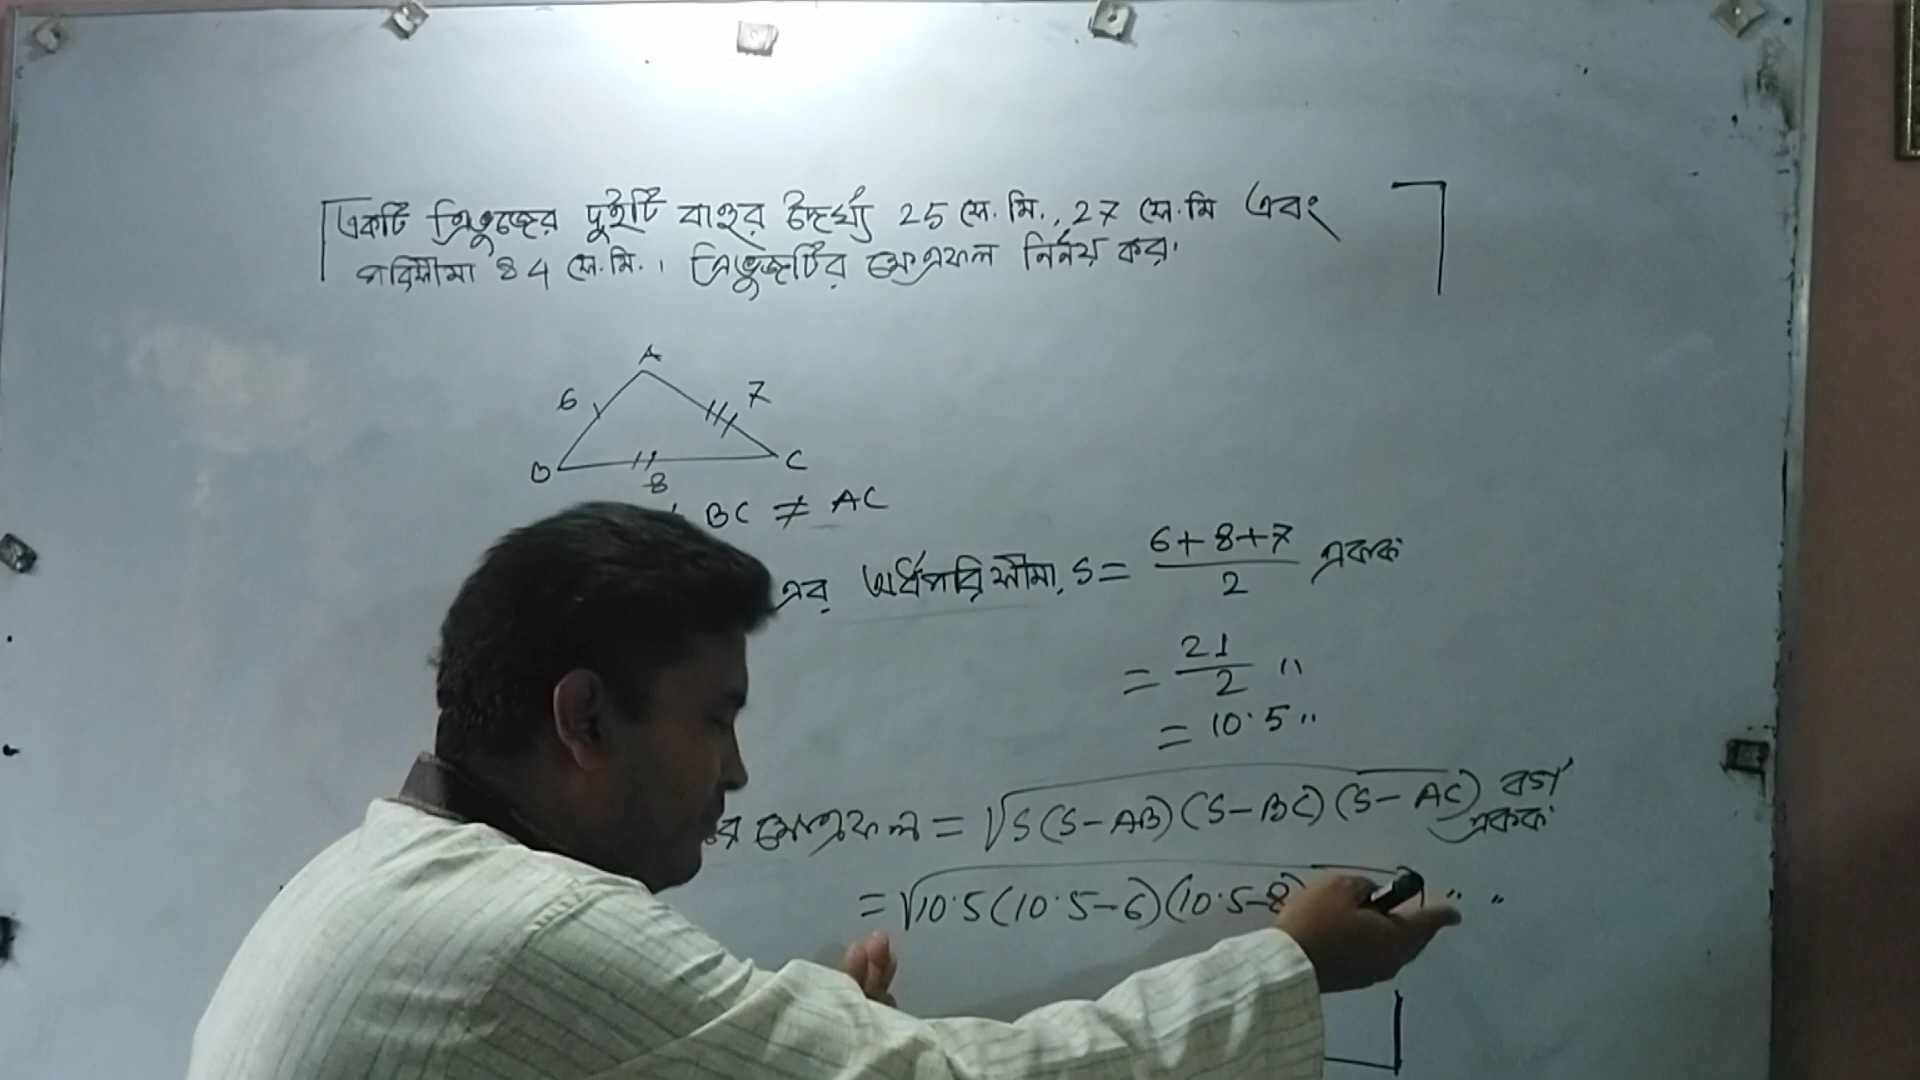 একটি ত্রিভুজের দুইটি বাহুর দৈর্ঘ্য 25 সে. মি., 27 সে. মি এবং
পরিসীমা 84 সে. মি. । ত্রিভুজটির ক্ষেত্রফল নির্নয় কর।
A
6 7
B C
8
BC ≠ AC
এর অর্ধপরিসীমা, S = 6+8+7 / 2 একক
= 21 / 2 "
= 10.5 "
ক্ষেত্রফল = √S(S-AB)(S-BC)(S-AC) বর্গ একক
= √10.5(10.5-6)(10.5-8) " "